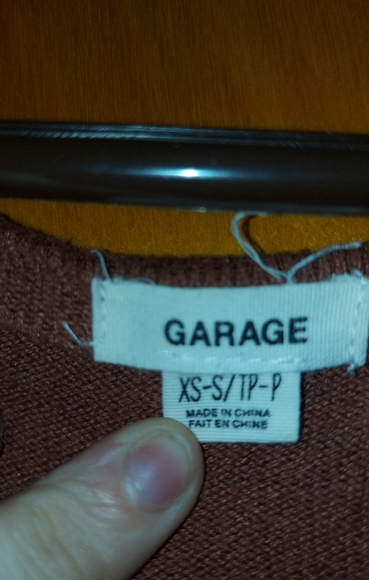 GARAGE
XS-S/TP-P
MADE IN CHINA
FAIT EN CHINE